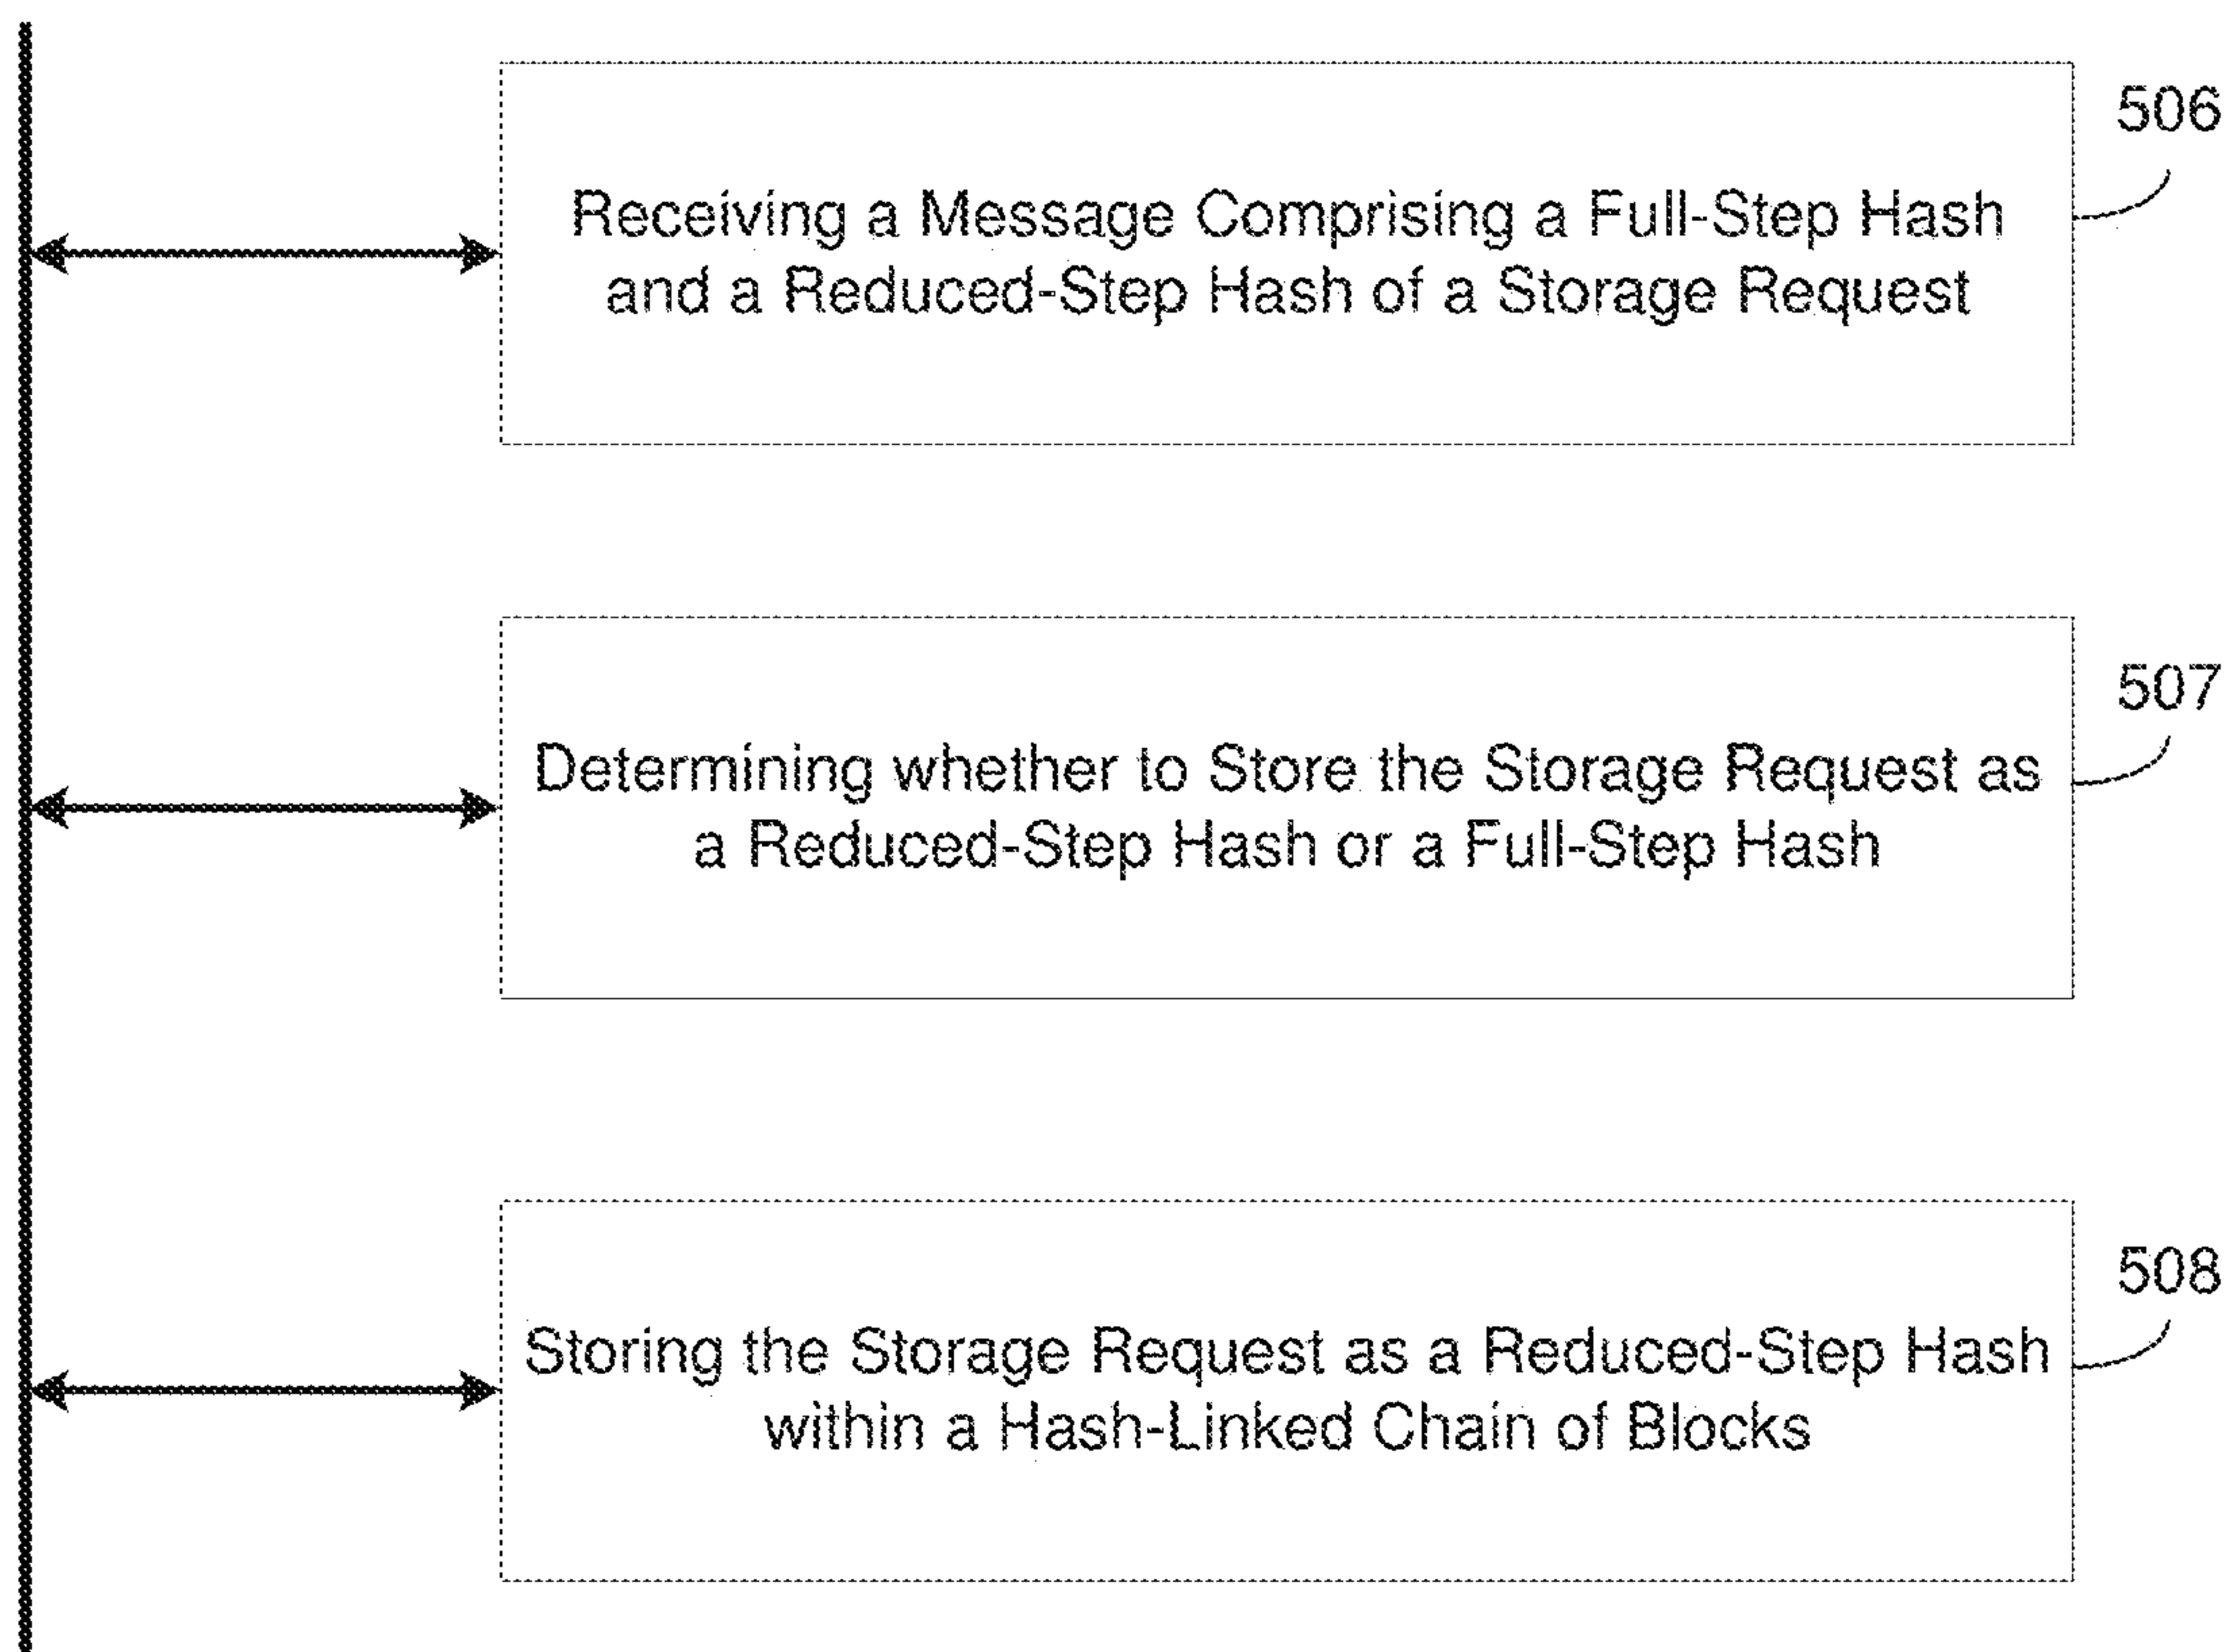 506
Receiving a Message Comprising a Full-Step Hash
and a Reduced-Step Hash of a Storage Request
507
Determining whether to Store the Storage Request as
a Reduced-Step Hash or a Full-Step Hash
508
Storing the Storage Request as a Reduced-Step Hash
within a Hash-Linked Chain of Blocks